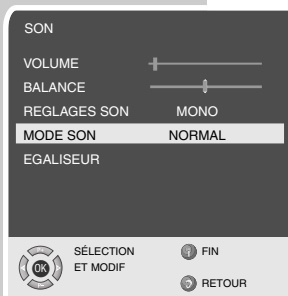 SON
VOLUME
BALANCE
REGLAGES SON MONO
MODE SON NORMAL
EGALISEUR
OK
SÉLECTION
ET MODIF
FIN
RETOUR